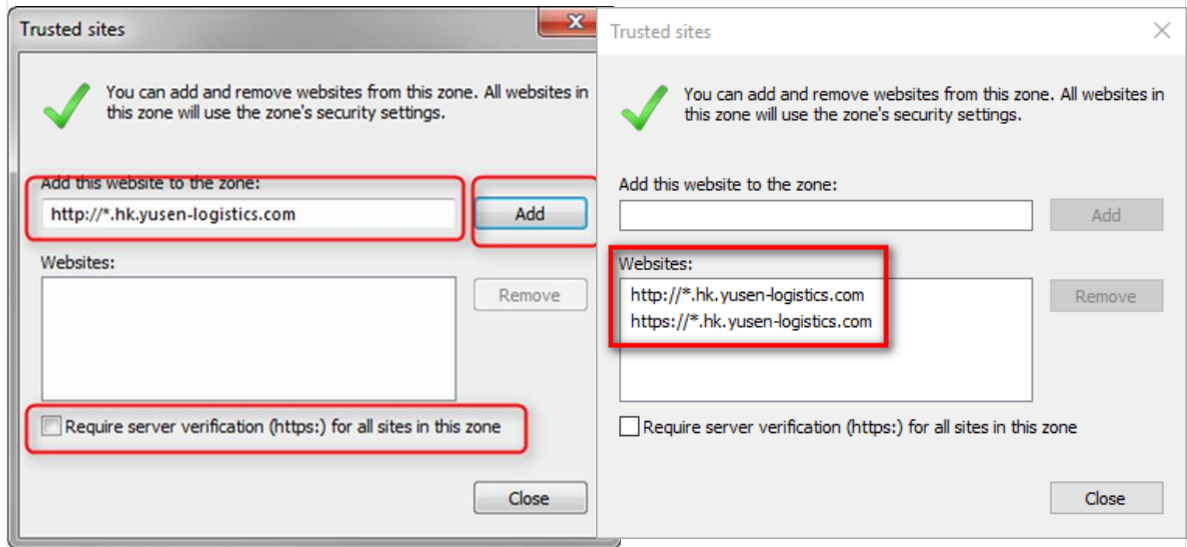 Trusted sites
You can add and remove websites from this zone. All websites in
this zone will use the zone's security settings.
Add this website to the zone:
http://*.hk.yusen-logistics.com
Add
Websites:
Remove
Require server verification (https:) for all sites in this zone
Close
Trusted sites
You can add and remove websites from this zone. All websites in
this zone will use the zone's security settings.
Add this website to the zone:
Add
Websites:
http://*.hk.yusen-logistics.com
https://*.hk.yusen-logistics.com
Remove
Require server verification (https:) for all sites in this zone
Close